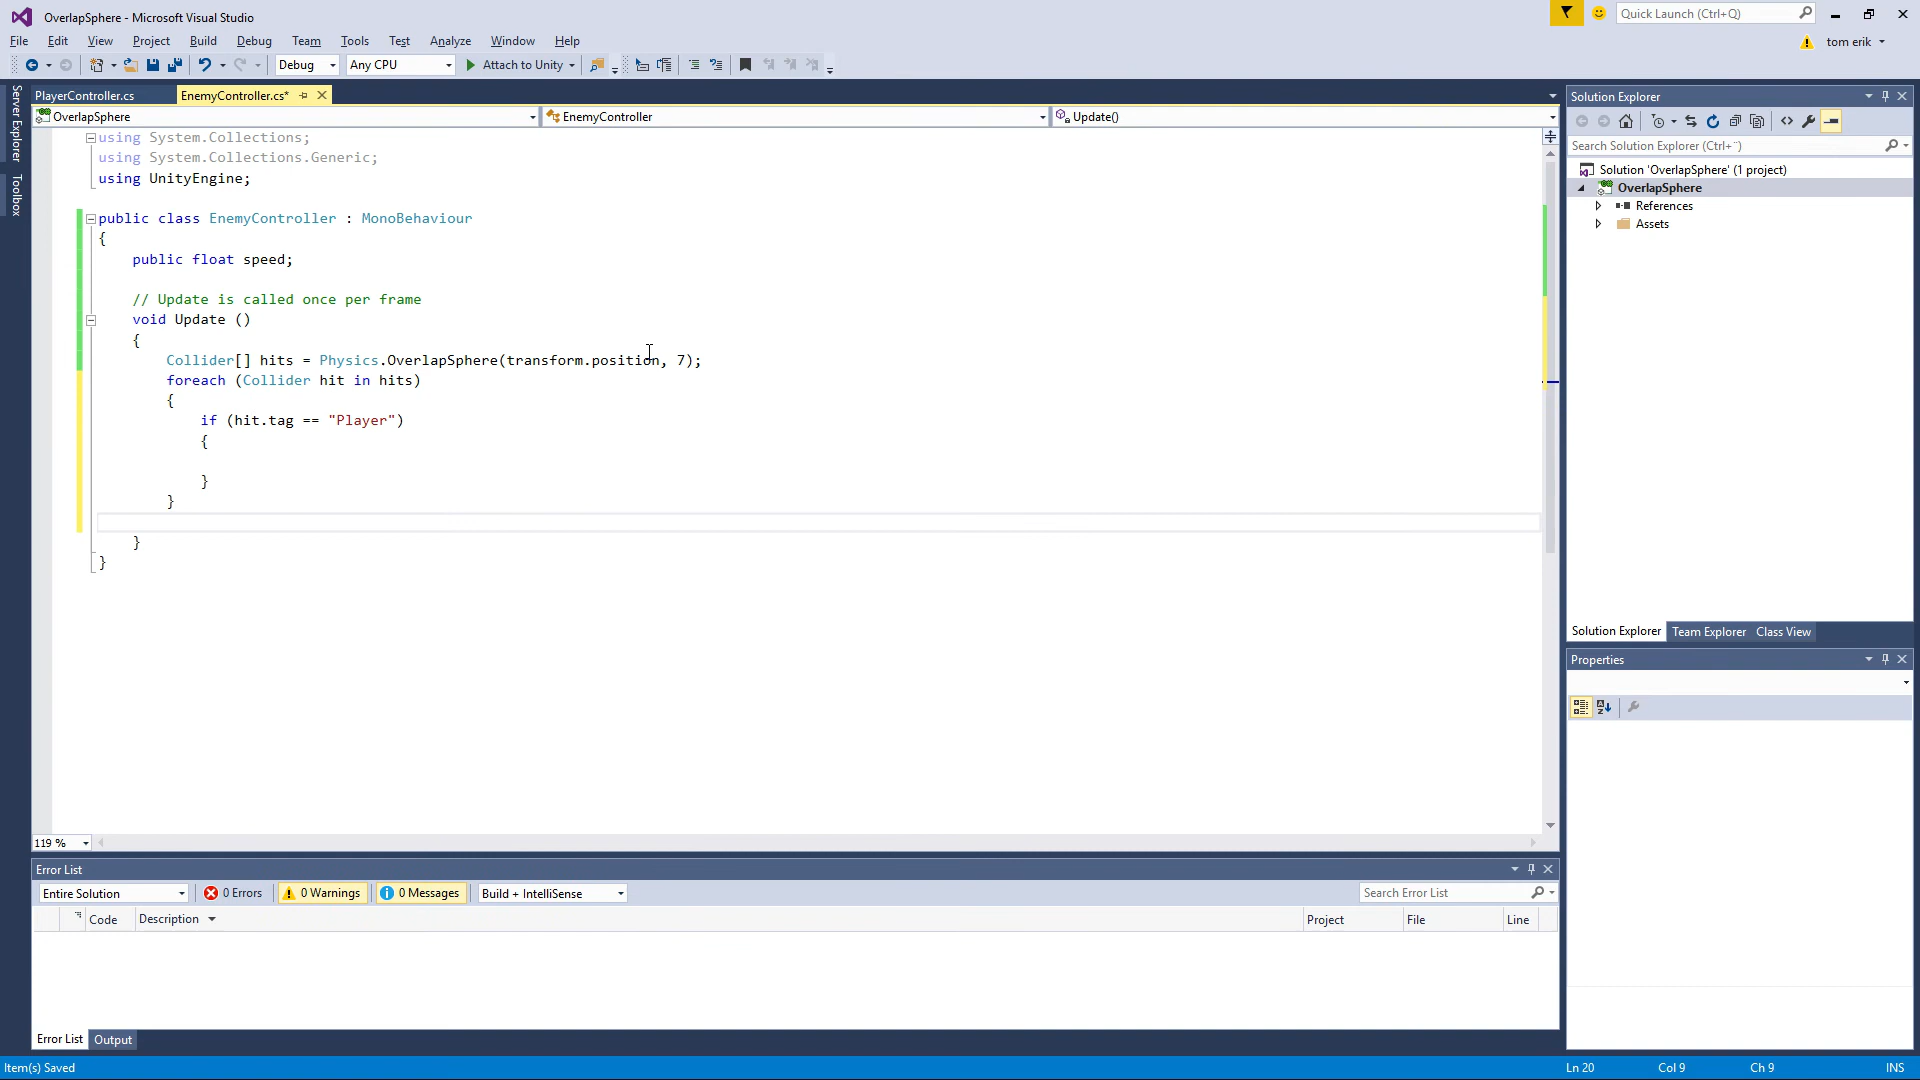 OverlapSphere - Microsoft Visual Studio
Quick Launch (Ctrl+Q)
File Edit View Project Build Debug Team Tools Test Analyze Window Help
tom erik
Debug Any CPU Attach to Unity
Server Explorer
Toolbox
PlayerController.cs EnemyController.cs*
OverlapSphere EnemyController Update()
using System.Collections;
using System.Collections.Generic;
using UnityEngine;
public class EnemyController : MonoBehaviour
{
public float speed;
// Update is called once per frame
void Update ()
{
Collider[] hits = Physics.OverlapSphere(transform.position, 7);
foreach (Collider hit in hits)
{
if (hit.tag == "Player")
{
}
}
}
}
119 %
Solution Explorer
Search Solution Explorer (Ctrl+¨)
Solution 'OverlapSphere' (1 project)
OverlapSphere
References
Assets
Solution Explorer Team Explorer Class View
Properties
Error List
Entire Solution 0 Errors 0 Warnings 0 Messages Build + IntelliSense Search Error List
Code Description Project File Line
Error List Output
Item(s) Saved Ln 20 Col 9 Ch 9 INS